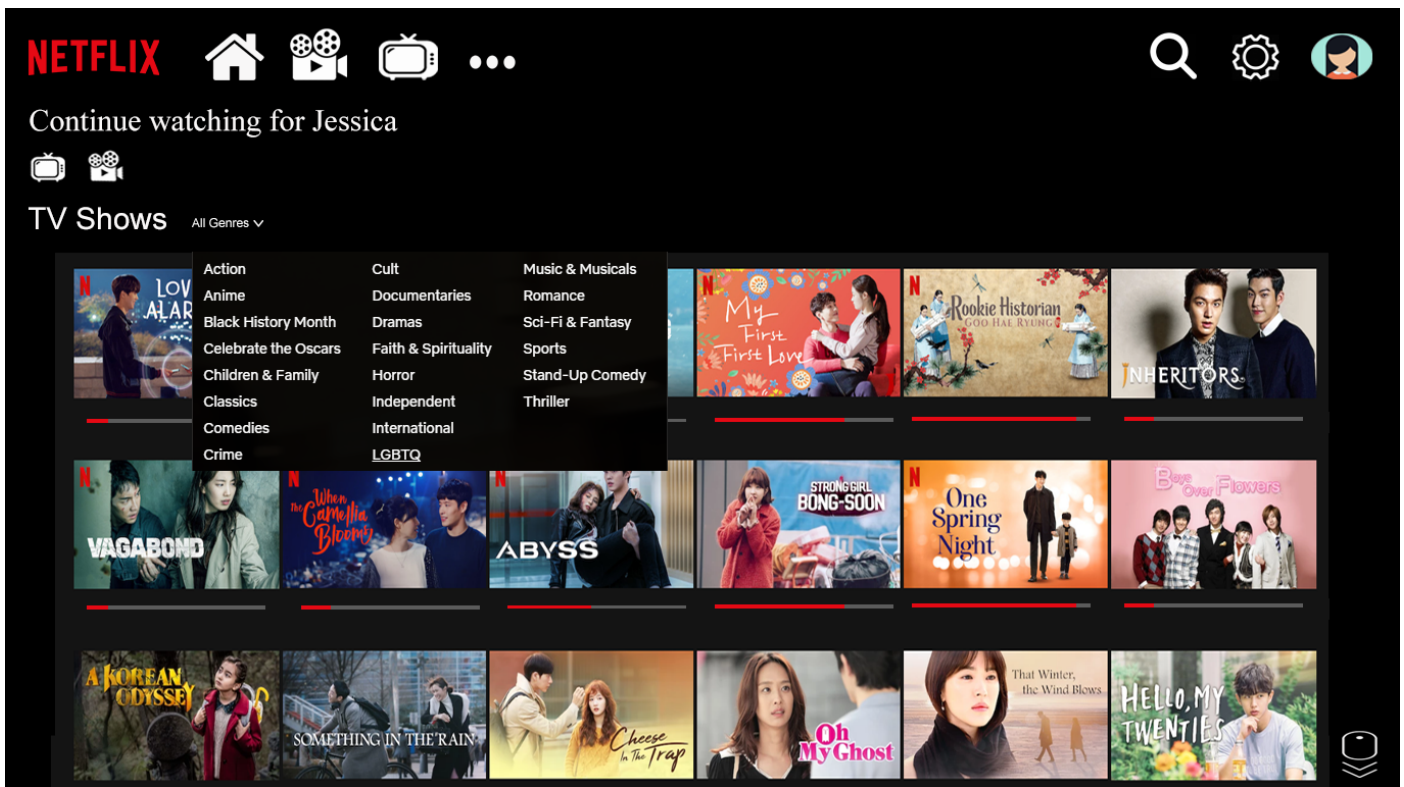 NETFLIX
Continue watching for Jessica
TV Shows
All Genres
Action
Anime
Black History Month
Celebrate the Oscars
Children & Family
Classics
Comedies
Crime
Cult
Documentaries
Dramas
Faith & Spirituality
Horror
Independent
International
LGBTQ
Music & Musicals
Romance
Sci-Fi & Fantasy
Sports
Stand-Up Comedy
Thriller
N
LOV
ALAR
N
My
First
First Love
N
Rookie Historian
GOO HAE RYUNG
INHERITORS
N
VAGABOND
N
When
The Camellia
Blooms
N
ABYSS
STRONG GIRL
BONG-SOON
N
One
Spring
Night
Boys
Over Flowers
A KOREAN
ODYSSEY
SOMETHING IN THE RAIN
Cheese
In The Trap
Oh
My Ghost
That Winter,
the Wind Blows
HELLO, MY
TWENTIES